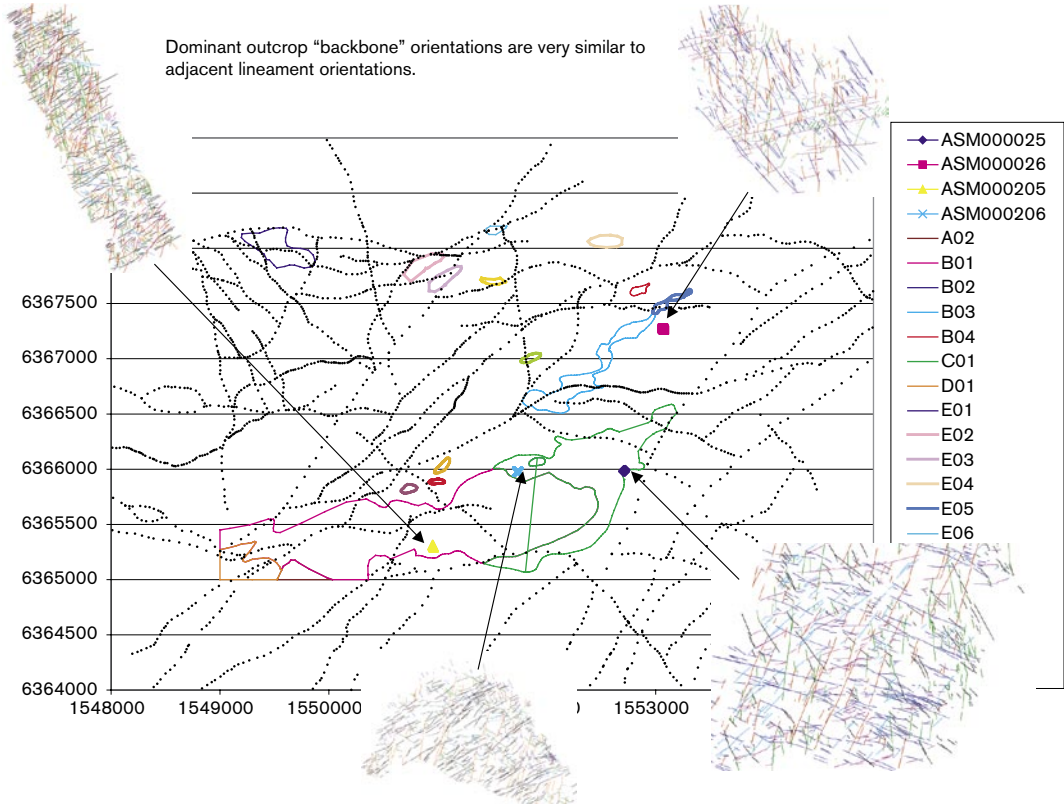 Dominant outcrop “backbone” orientations are very similar to
adjacent lineament orientations.
ASM000025
ASM000026
ASM000205
ASM000206
A02
B01
B02
B03
B04
C01
D01
E01
E02
E03
E04
E05
E06
6367500
6367000
6366500
6366000
6365500
6365000
6364500
6364000
1548000
1549000
1550000
1553000